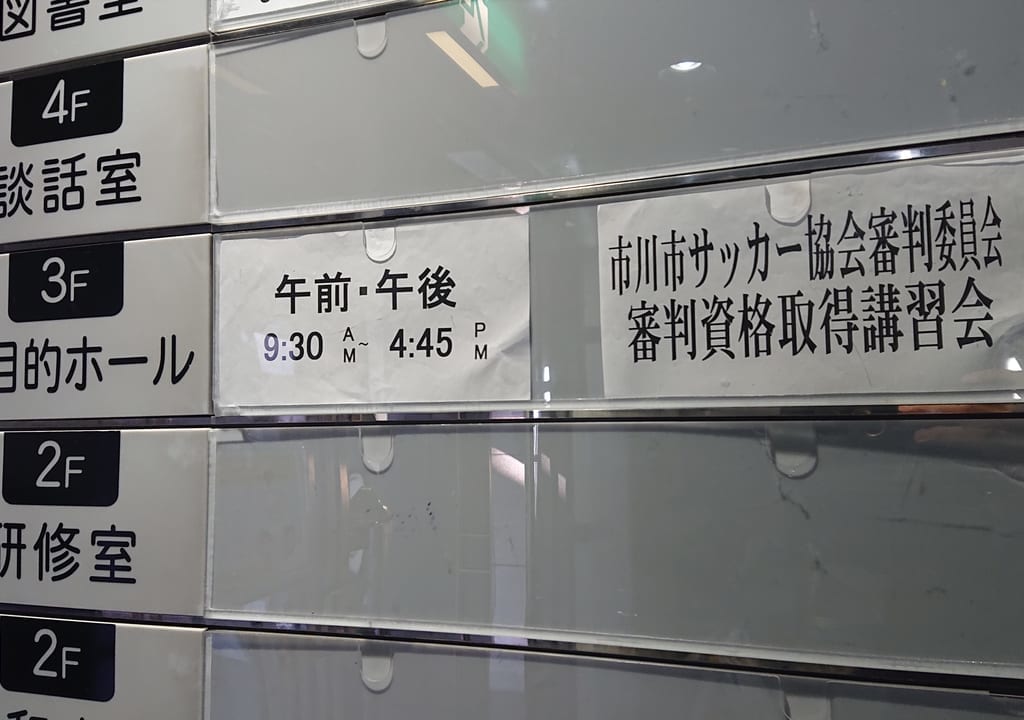 図書室
4F
談話室
3F
目的ホール
午前・午後
9:30 AM~ 4:45 PM
市川市サッカー協会審判委員会
審判資格取得講習会
2F
研修室
2F